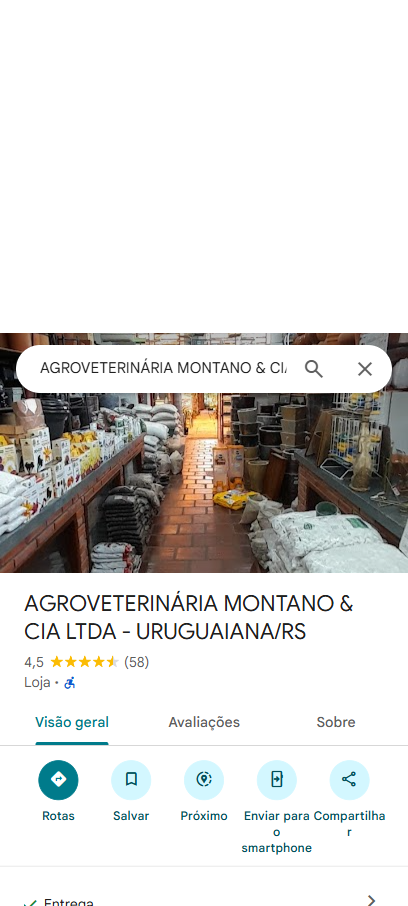 AGROVETERINÁRIA MONTANO & CI
AGROVETERINÁRIA MONTANO &
CIA LTDA - URUGUAIANA/RS
4,5 (58)
Loja ·
Visão geral Avaliações Sobre
Rotas Salvar Próximo Enviar para o smartphone Compartilhar
Entrega